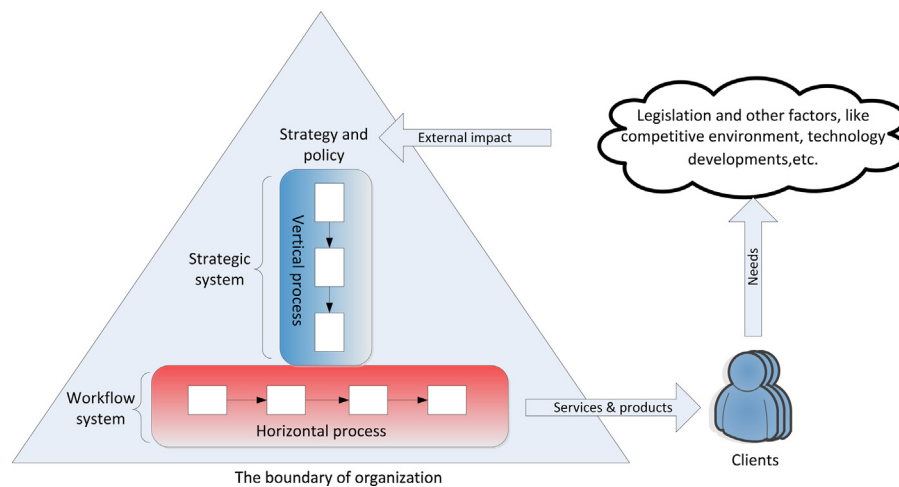 Legislation and other factors, like
competitive environment, technology
developments,etc.
Strategy and
policy
External impact
Vertical process
Strategic
system
Needs
Workflow
system
Horizontal process
Services & products
Clients
The boundary of organization